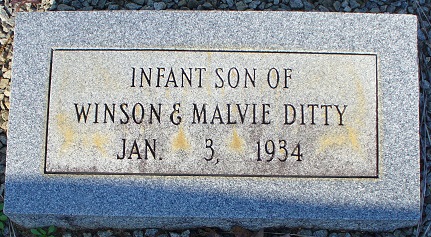 INFANT SON OF
WINSON & MALVIE DITTY
JAN. 3, 1934